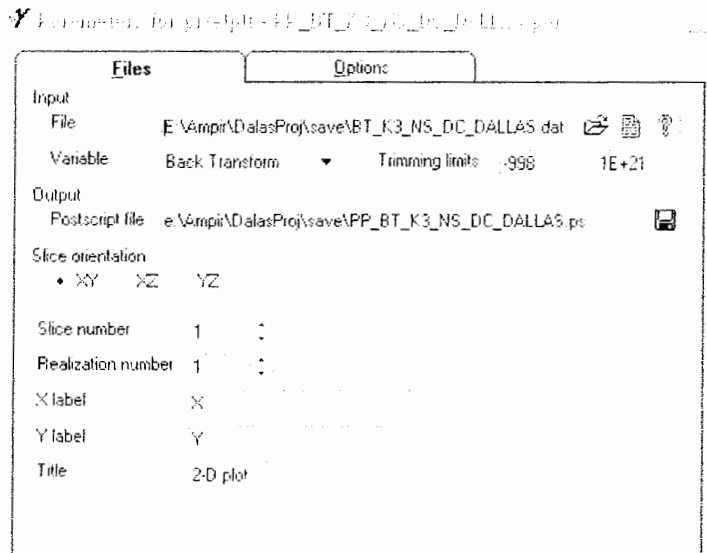 Files Options
Input
File E:\Ampir\DalasProj\save\BT_K3_NS_DC_DALLAS.dat
Variable Back Transform Trimming limits -998 1E+21
Output
Postscript file e:\Ampir\DalasProj\save\PP_BT_K3_NS_DC_DALLAS.ps
Slice orientation
XY XZ YZ
Slice number 1
Realization number 1
X label X
Y label Y
Title 2-D plot